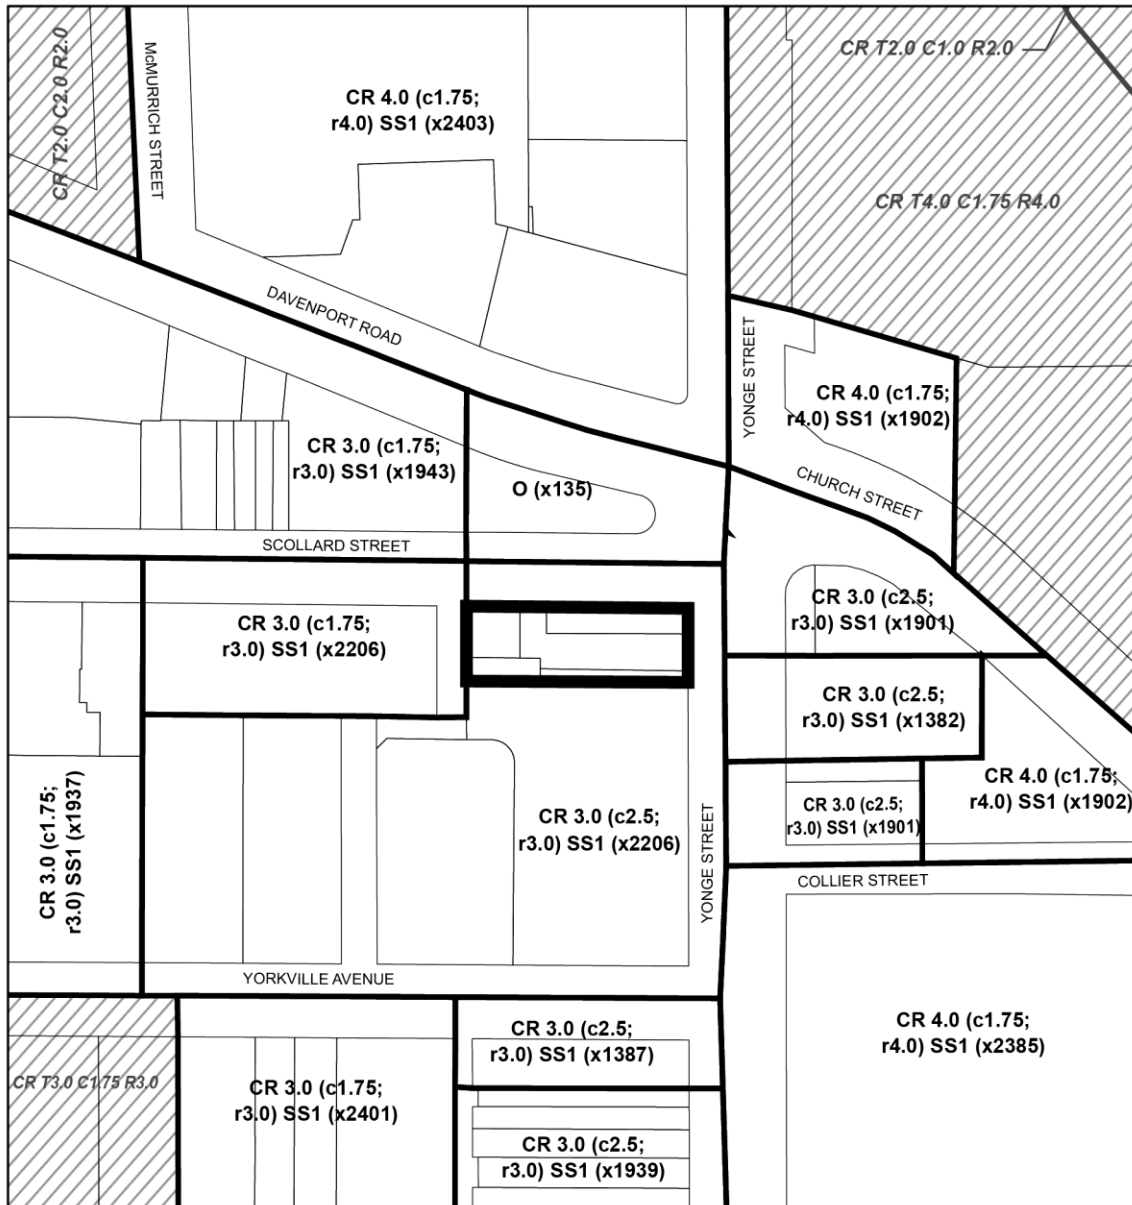 CR T2.0 C2.0 R2.0
McMURRICH STREET
CR 4.0 (c1.75;
r4.0) SS1 (x2403)
CR T2.0 C1.0 R2.0
CR T4.0 C1.75 R4.0
DAVENPORT ROAD
YONGE STREET
CR 4.0 (c1.75;
r4.0) SS1 (x1902)
CR 3.0 (c1.75;
r3.0) SS1 (x1943)
O (x135)
CHURCH STREET
SCOLLARD STREET
CR 3.0 (c1.75;
r3.0) SS1 (x2206)
CR 3.0 (c2.5;
r3.0) SS1 (x1901)
CR 3.0 (c2.5;
r3.0) SS1 (x1382)
CR 3.0 (c1.75;
r3.0) SS1 (x1937)
CR 3.0 (c2.5;
r3.0) SS1 (x2206)
YONGE STREET
CR 3.0 (c2.5;
r3.0) SS1 (x1901)
CR 4.0 (c1.75;
r4.0) SS1 (x1902)
COLLIER STREET
YORKVILLE AVENUE
CR T3.0 C1.75 R3.0
CR 3.0 (c1.75;
r3.0) SS1 (x2401)
CR 3.0 (c2.5;
r3.0) SS1 (x1387)
CR 4.0 (c1.75;
r4.0) SS1 (x2385)
CR 3.0 (c2.5;
r3.0) SS1 (x1939)